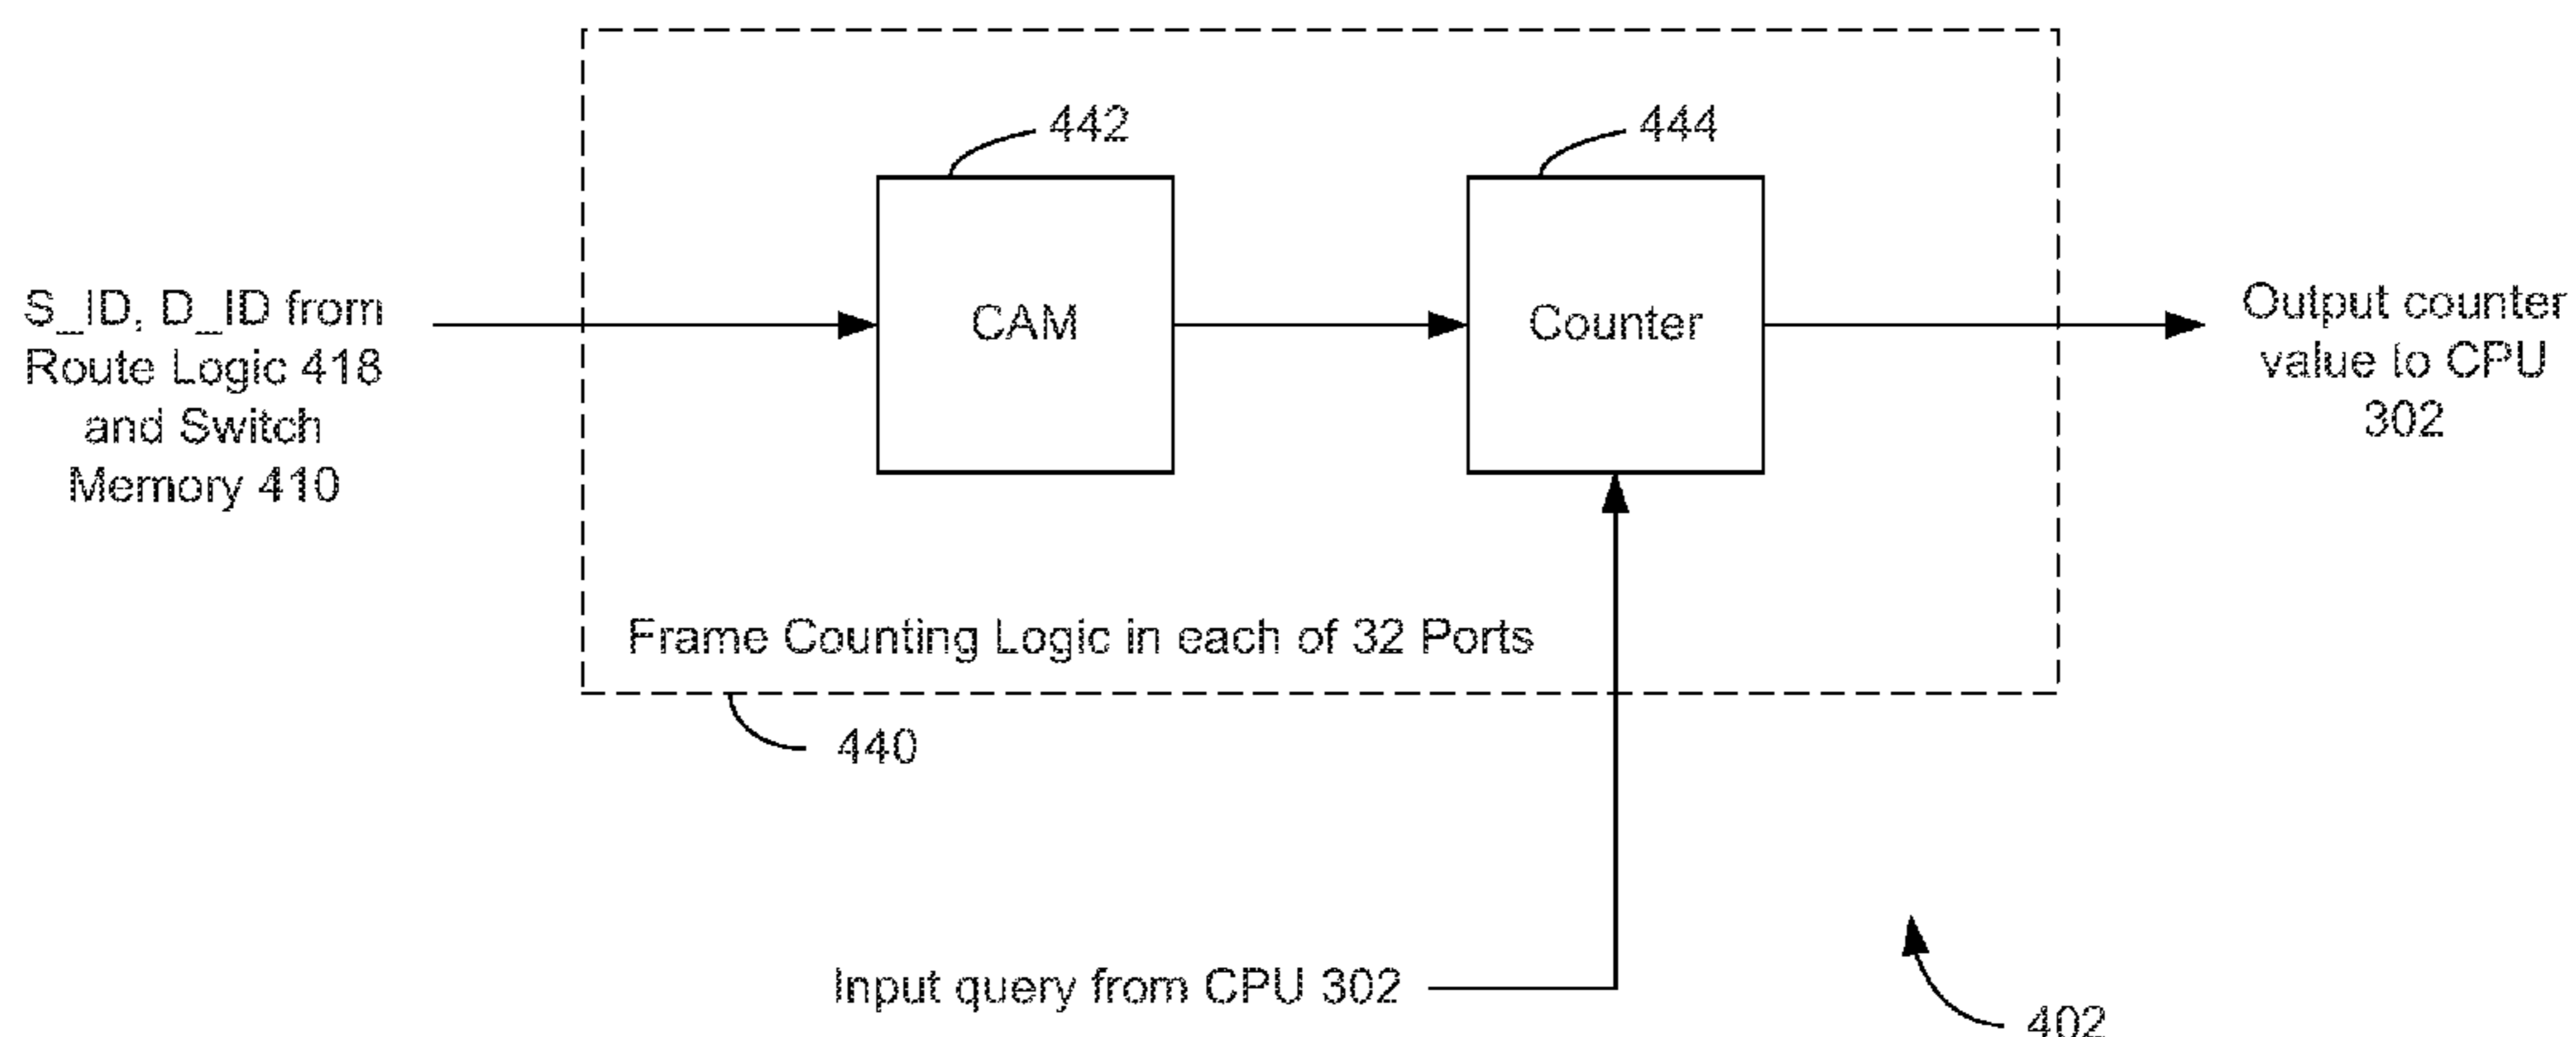 442
444
S_ID, D_ID from
Route Logic 418
and Switch
Memory 410
CAM
Counter
Output counter
value to CPU
302
Frame Counting Logic in each of 32 Ports
440
Input query from CPU 302
402